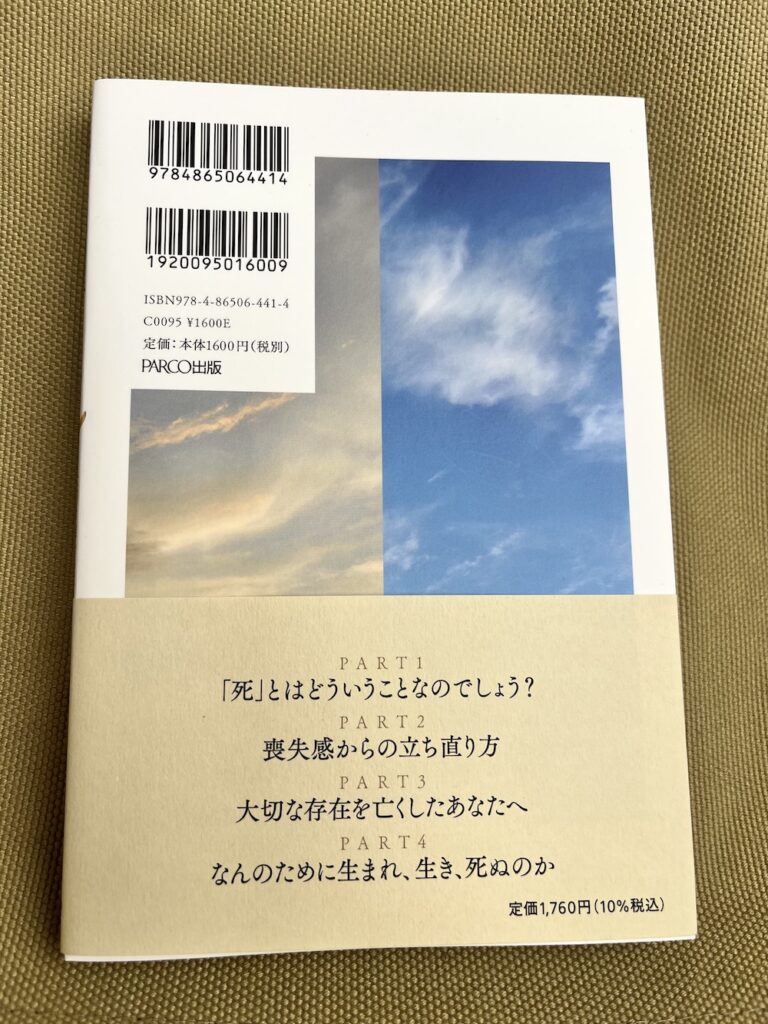 9784865064414
1920095016009
ISBN978-4-86506-441-4
C0095 ¥1600E
定価：本体1600円（税別）
PARCO出版
PART1
「死」とはどういうことなのでしょう？
PART2
喪失感からの立ち直り方
PART3
大切な存在を亡くしたあなたへ
PART4
なんのために生まれ、生き、死ぬのか
定価1,760円（10%税込）